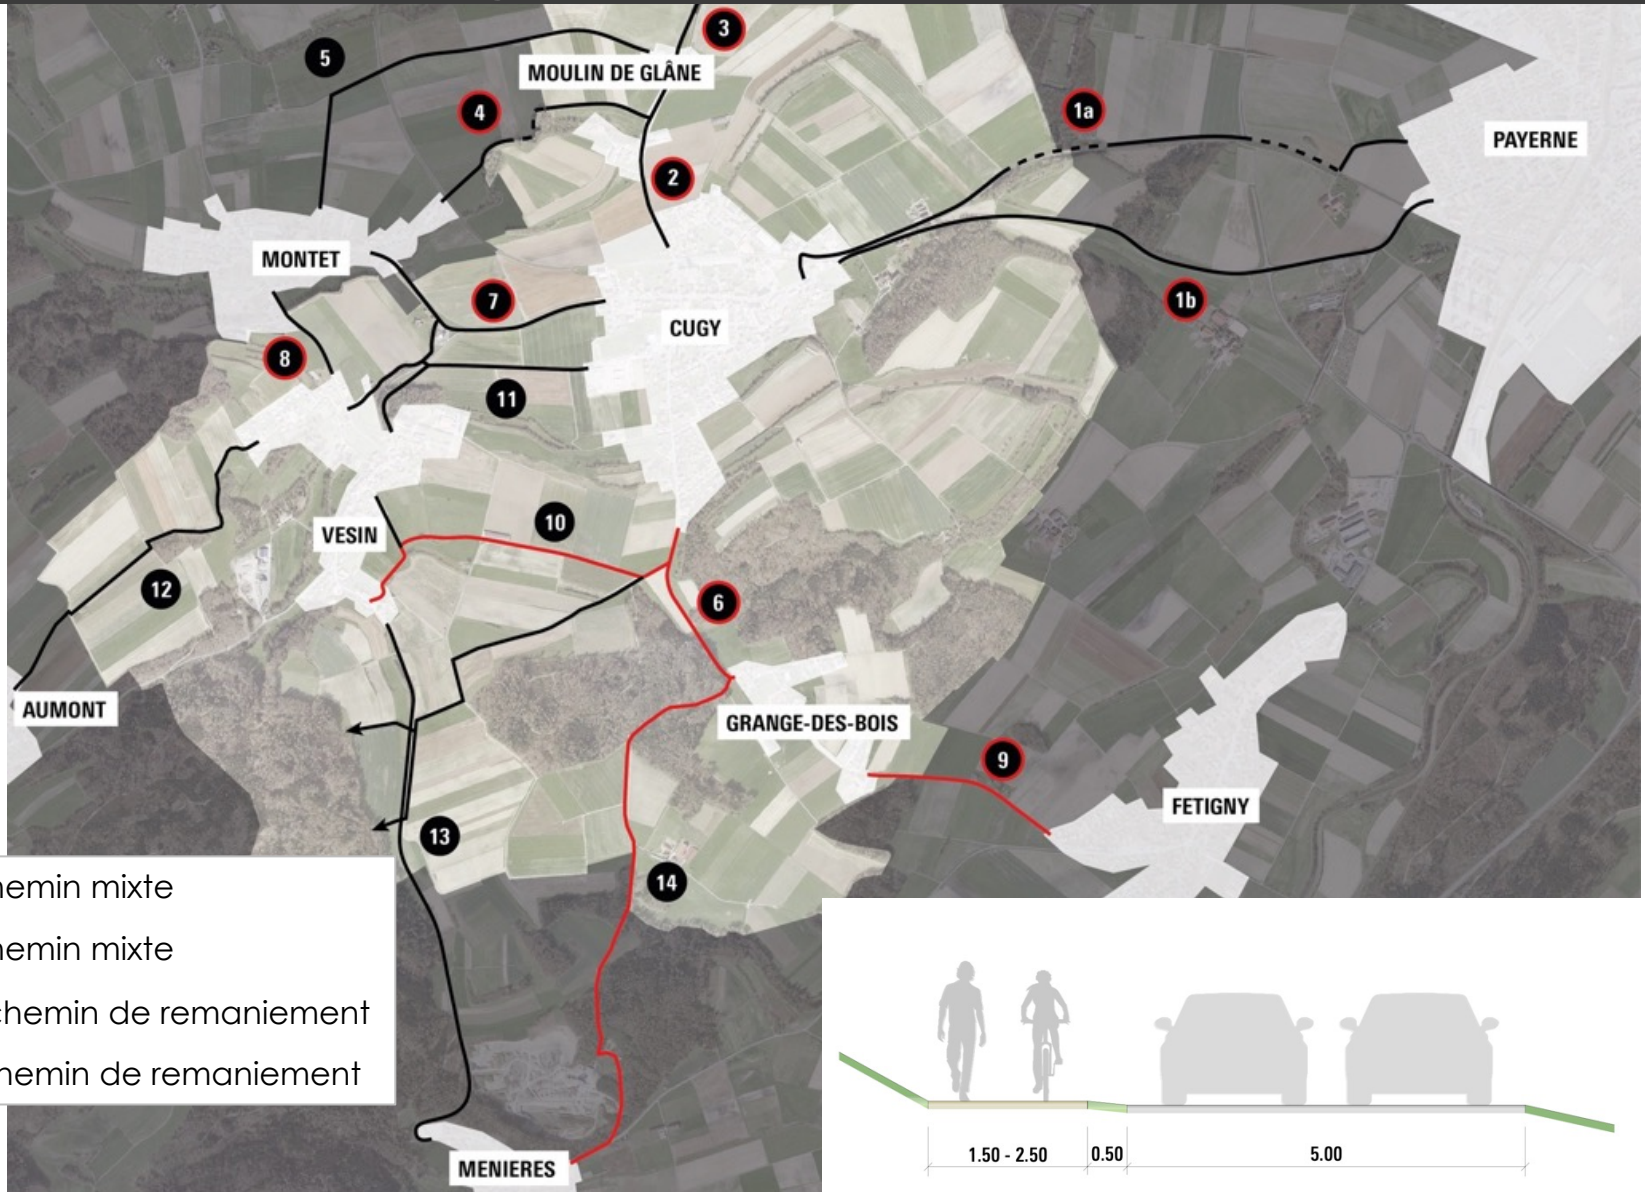 3
5
MOULIN DE GLÂNE
4
1a
PAYERNE
2
MONTET
7
1b
CUGY
8
11
10
VESIN
12
6
AUMONT
GRANGE-DES-BOIS
9
FETIGNY
13
14
hemin mixte
hemin mixte
chemin de remaniement
hemin de remaniement
1.50 - 2.50 0.50 5.00
MENIERES